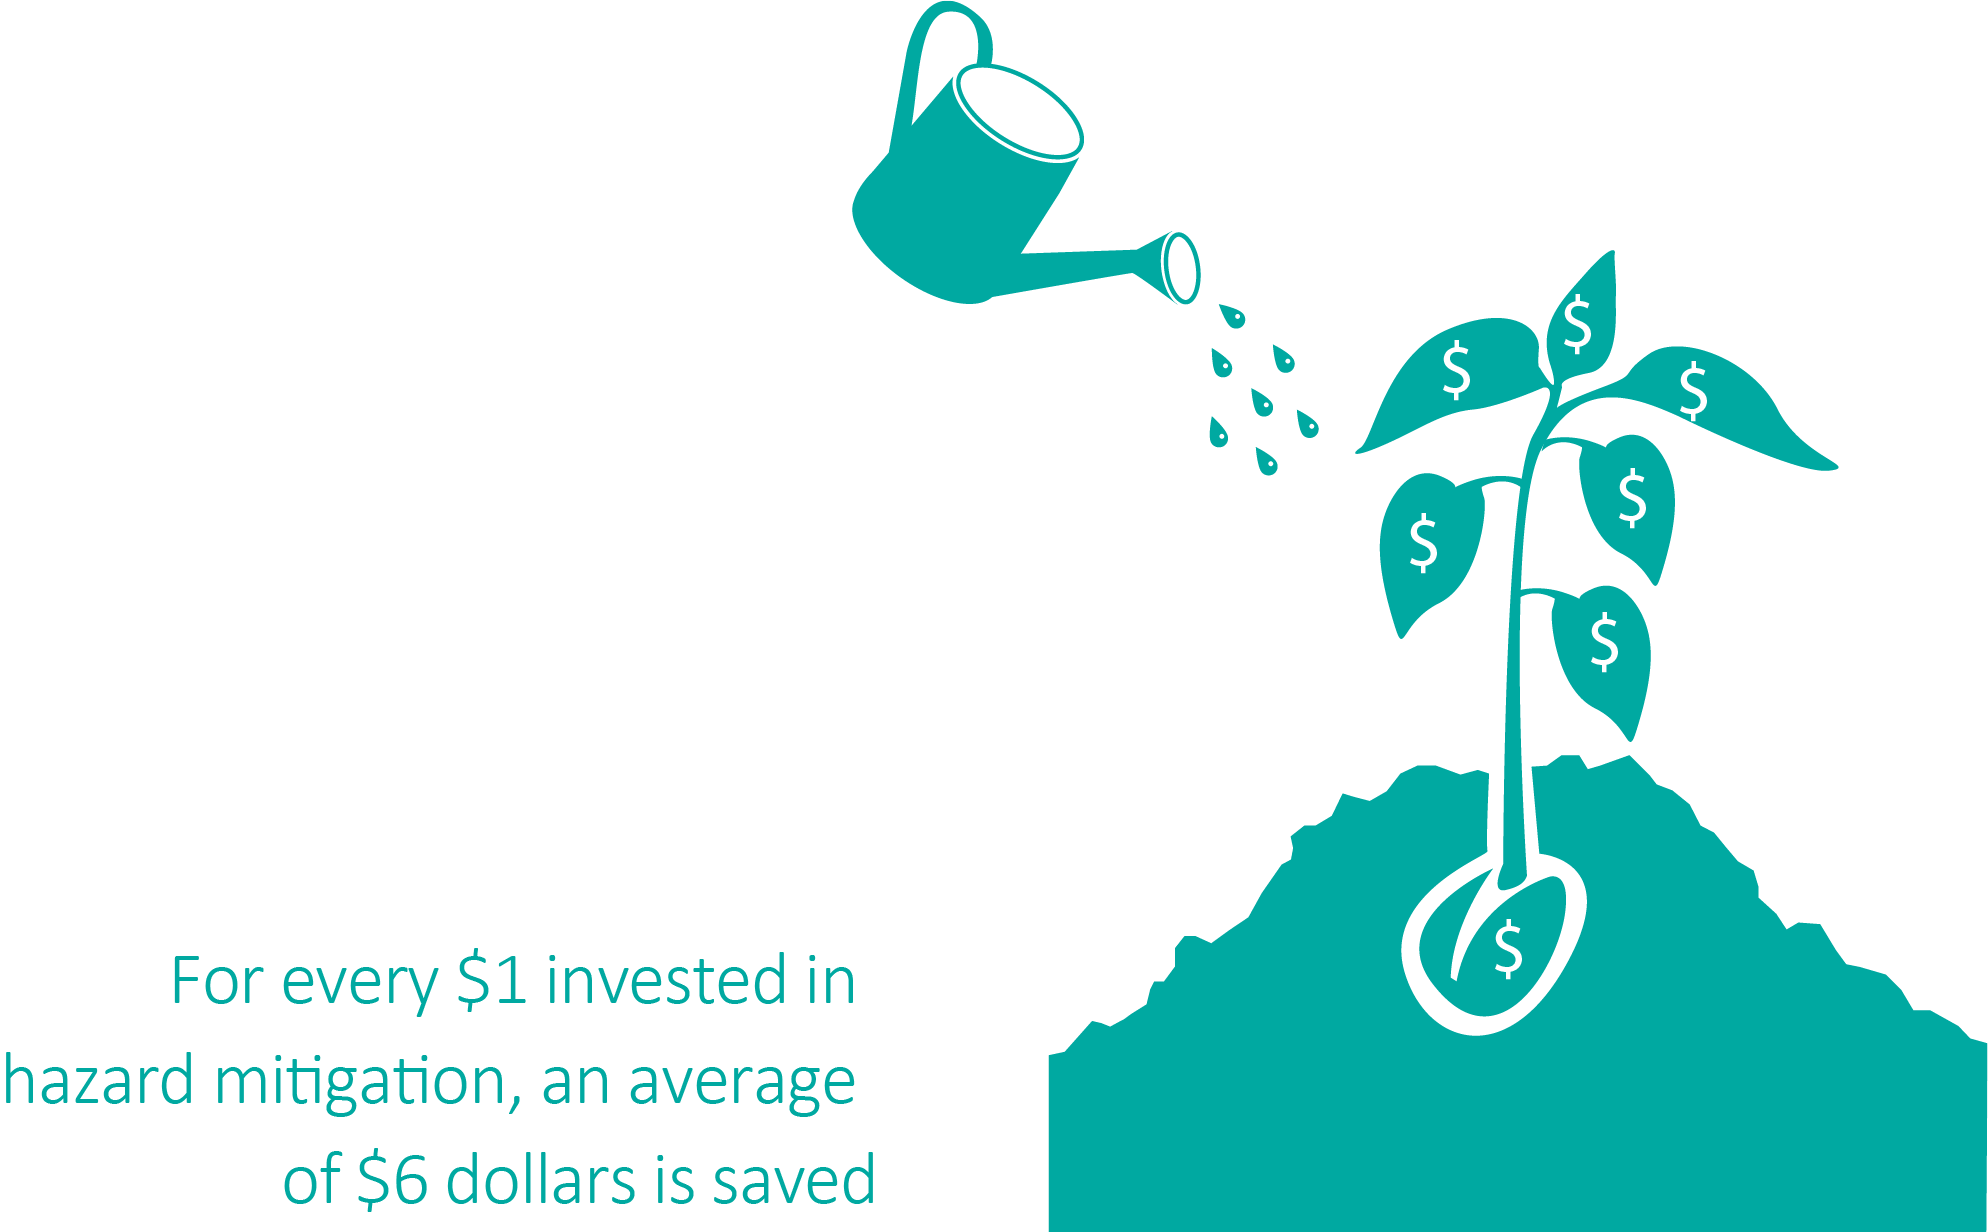 $
$
$
$
$
$
$
For every $1 invested in
hazard mitigation, an average
of $6 dollars is saved